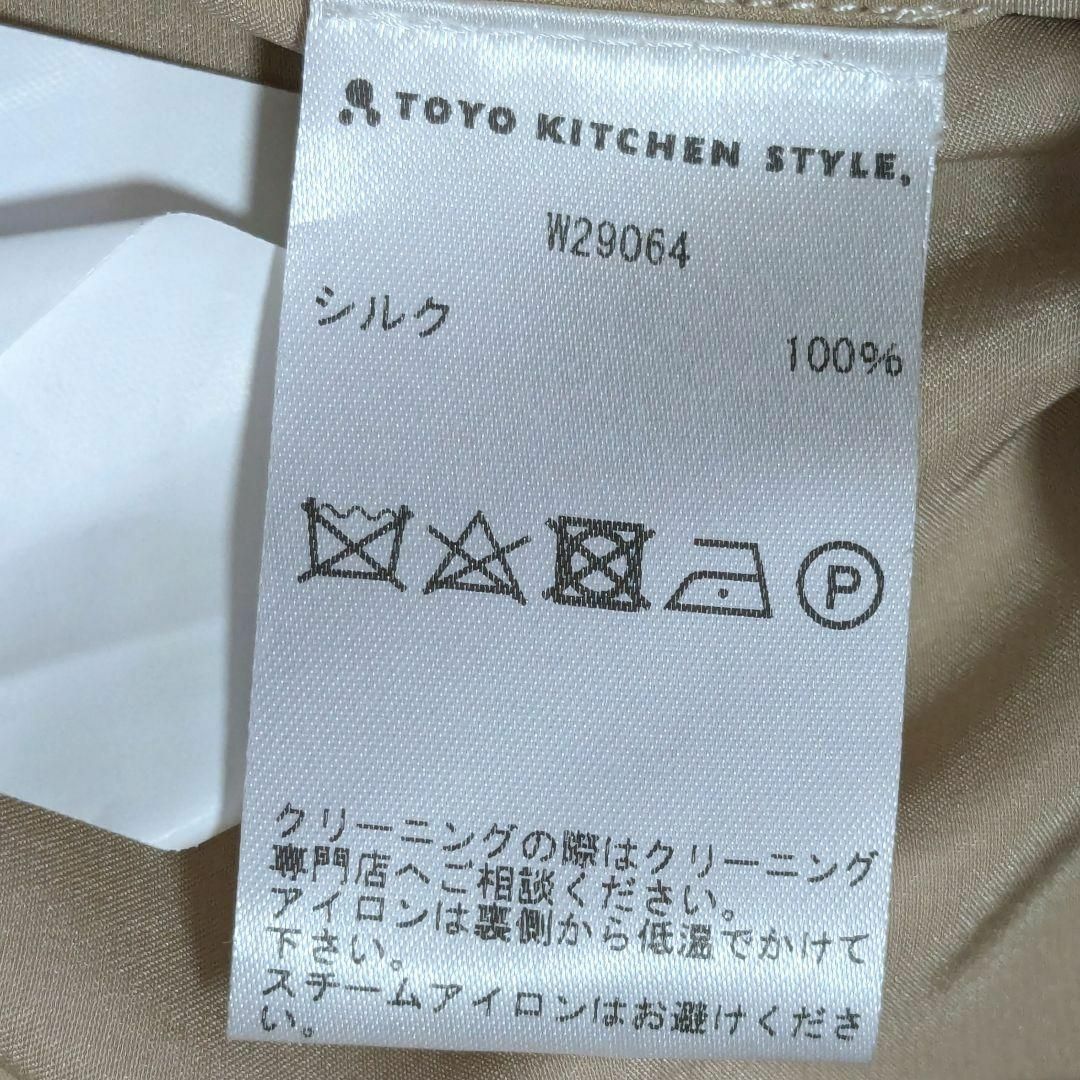 TOYO KITCHEN STYLE,
W29064
シルク 100%
P
クリーニングの際はクリーニング
専門店へご相談ください。
アイロンは裏側から低温でかけて
下さい。
スチームアイロンはお避けくださ
い。